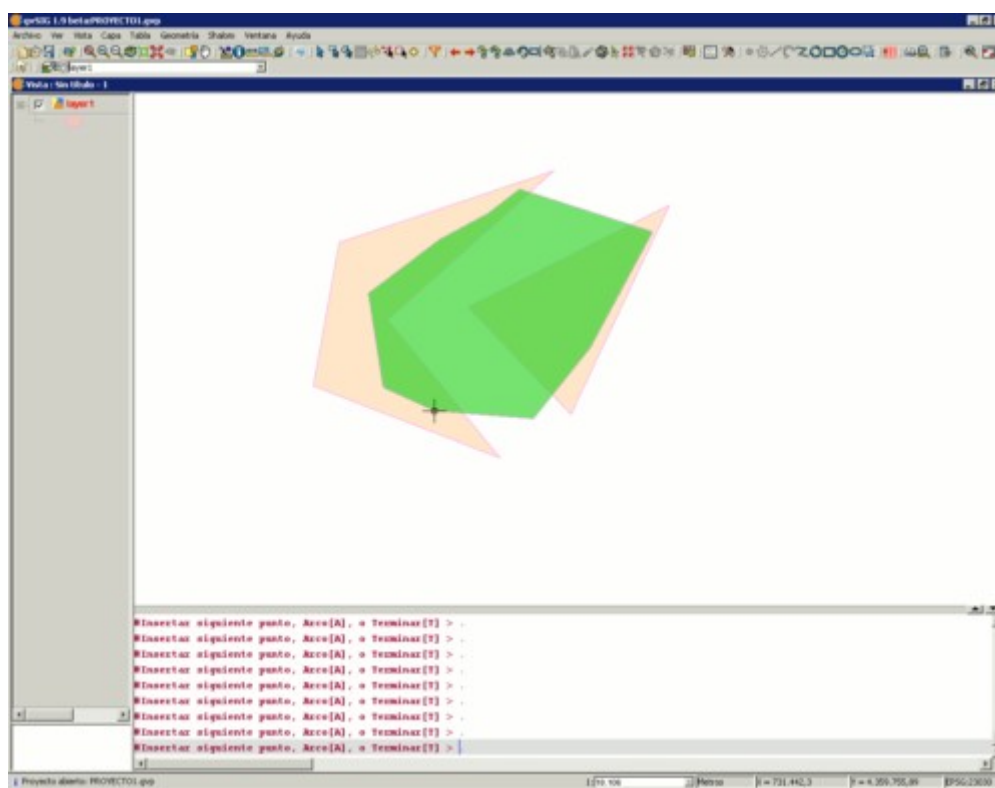 gvSIG 1.9 beta:PROYECTO1.gvp
Archivo Ver Vista Capa Tabla Geometría Shalom Ventana Ayuda
layer1
Vista : Sin título - 1
layer1
#Insertar siguiente punto, Arco[A], o Terminar[T] > .
#Insertar siguiente punto, Arco[A], o Terminar[T] > .
#Insertar siguiente punto, Arco[A], o Terminar[T] > .
#Insertar siguiente punto, Arco[A], o Terminar[T] > .
#Insertar siguiente punto, Arco[A], o Terminar[T] > .
#Insertar siguiente punto, Arco[A], o Terminar[T] > .
#Insertar siguiente punto, Arco[A], o Terminar[T] > .
#Insertar siguiente punto, Arco[A], o Terminar[T] > .
#Insertar siguiente punto, Arco[A], o Terminar[T] >
Proyecto abierto: PROYECTO1.gvp 1: Metros X = 731.442,3 Y = 4.359.755,89 EPSG:23030